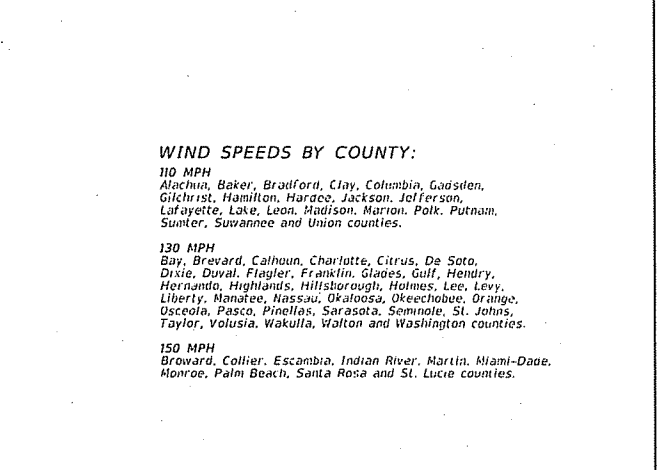 WIND SPEEDS BY COUNTY:
110 MPH
Alachua, Baker, Bradford, Clay, Columbia, Gadsden,
Gilchrist, Hamilton, Hardee, Jackson, Jefferson,
Lafayette, Lake, Leon, Madison, Marion, Polk, Putnam,
Sumter, Suwannee and Union counties.
130 MPH
Bay, Brevard, Calhoun, Charlotte, Citrus, De Soto,
Dixie, Duval, Flagler, Franklin, Glades, Gulf, Hendry,
Hernando, Highlands, Hillsborough, Holmes, Lee, Levy,
Liberty, Manatee, Nassau, Okaloosa, Okeechobee, Orange,
Osceola, Pasco, Pinellas, Sarasota, Seminole, St. Johns,
Taylor, Volusia, Wakulla, Walton and Washington counties.
150 MPH
Broward, Collier, Escambia, Indian River, Martin, Miami-Dade,
Monroe, Palm Beach, Santa Rosa and St. Lucie counties.